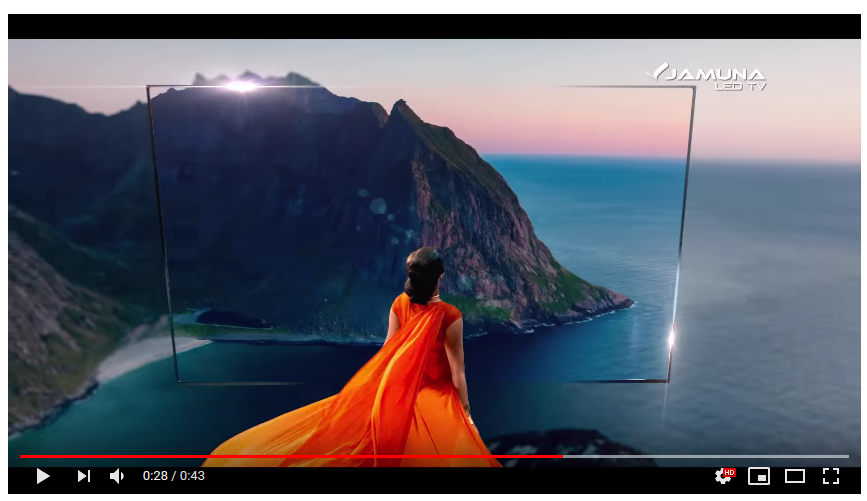 JAMUNA
LED TV
0:28 / 0:43
HD